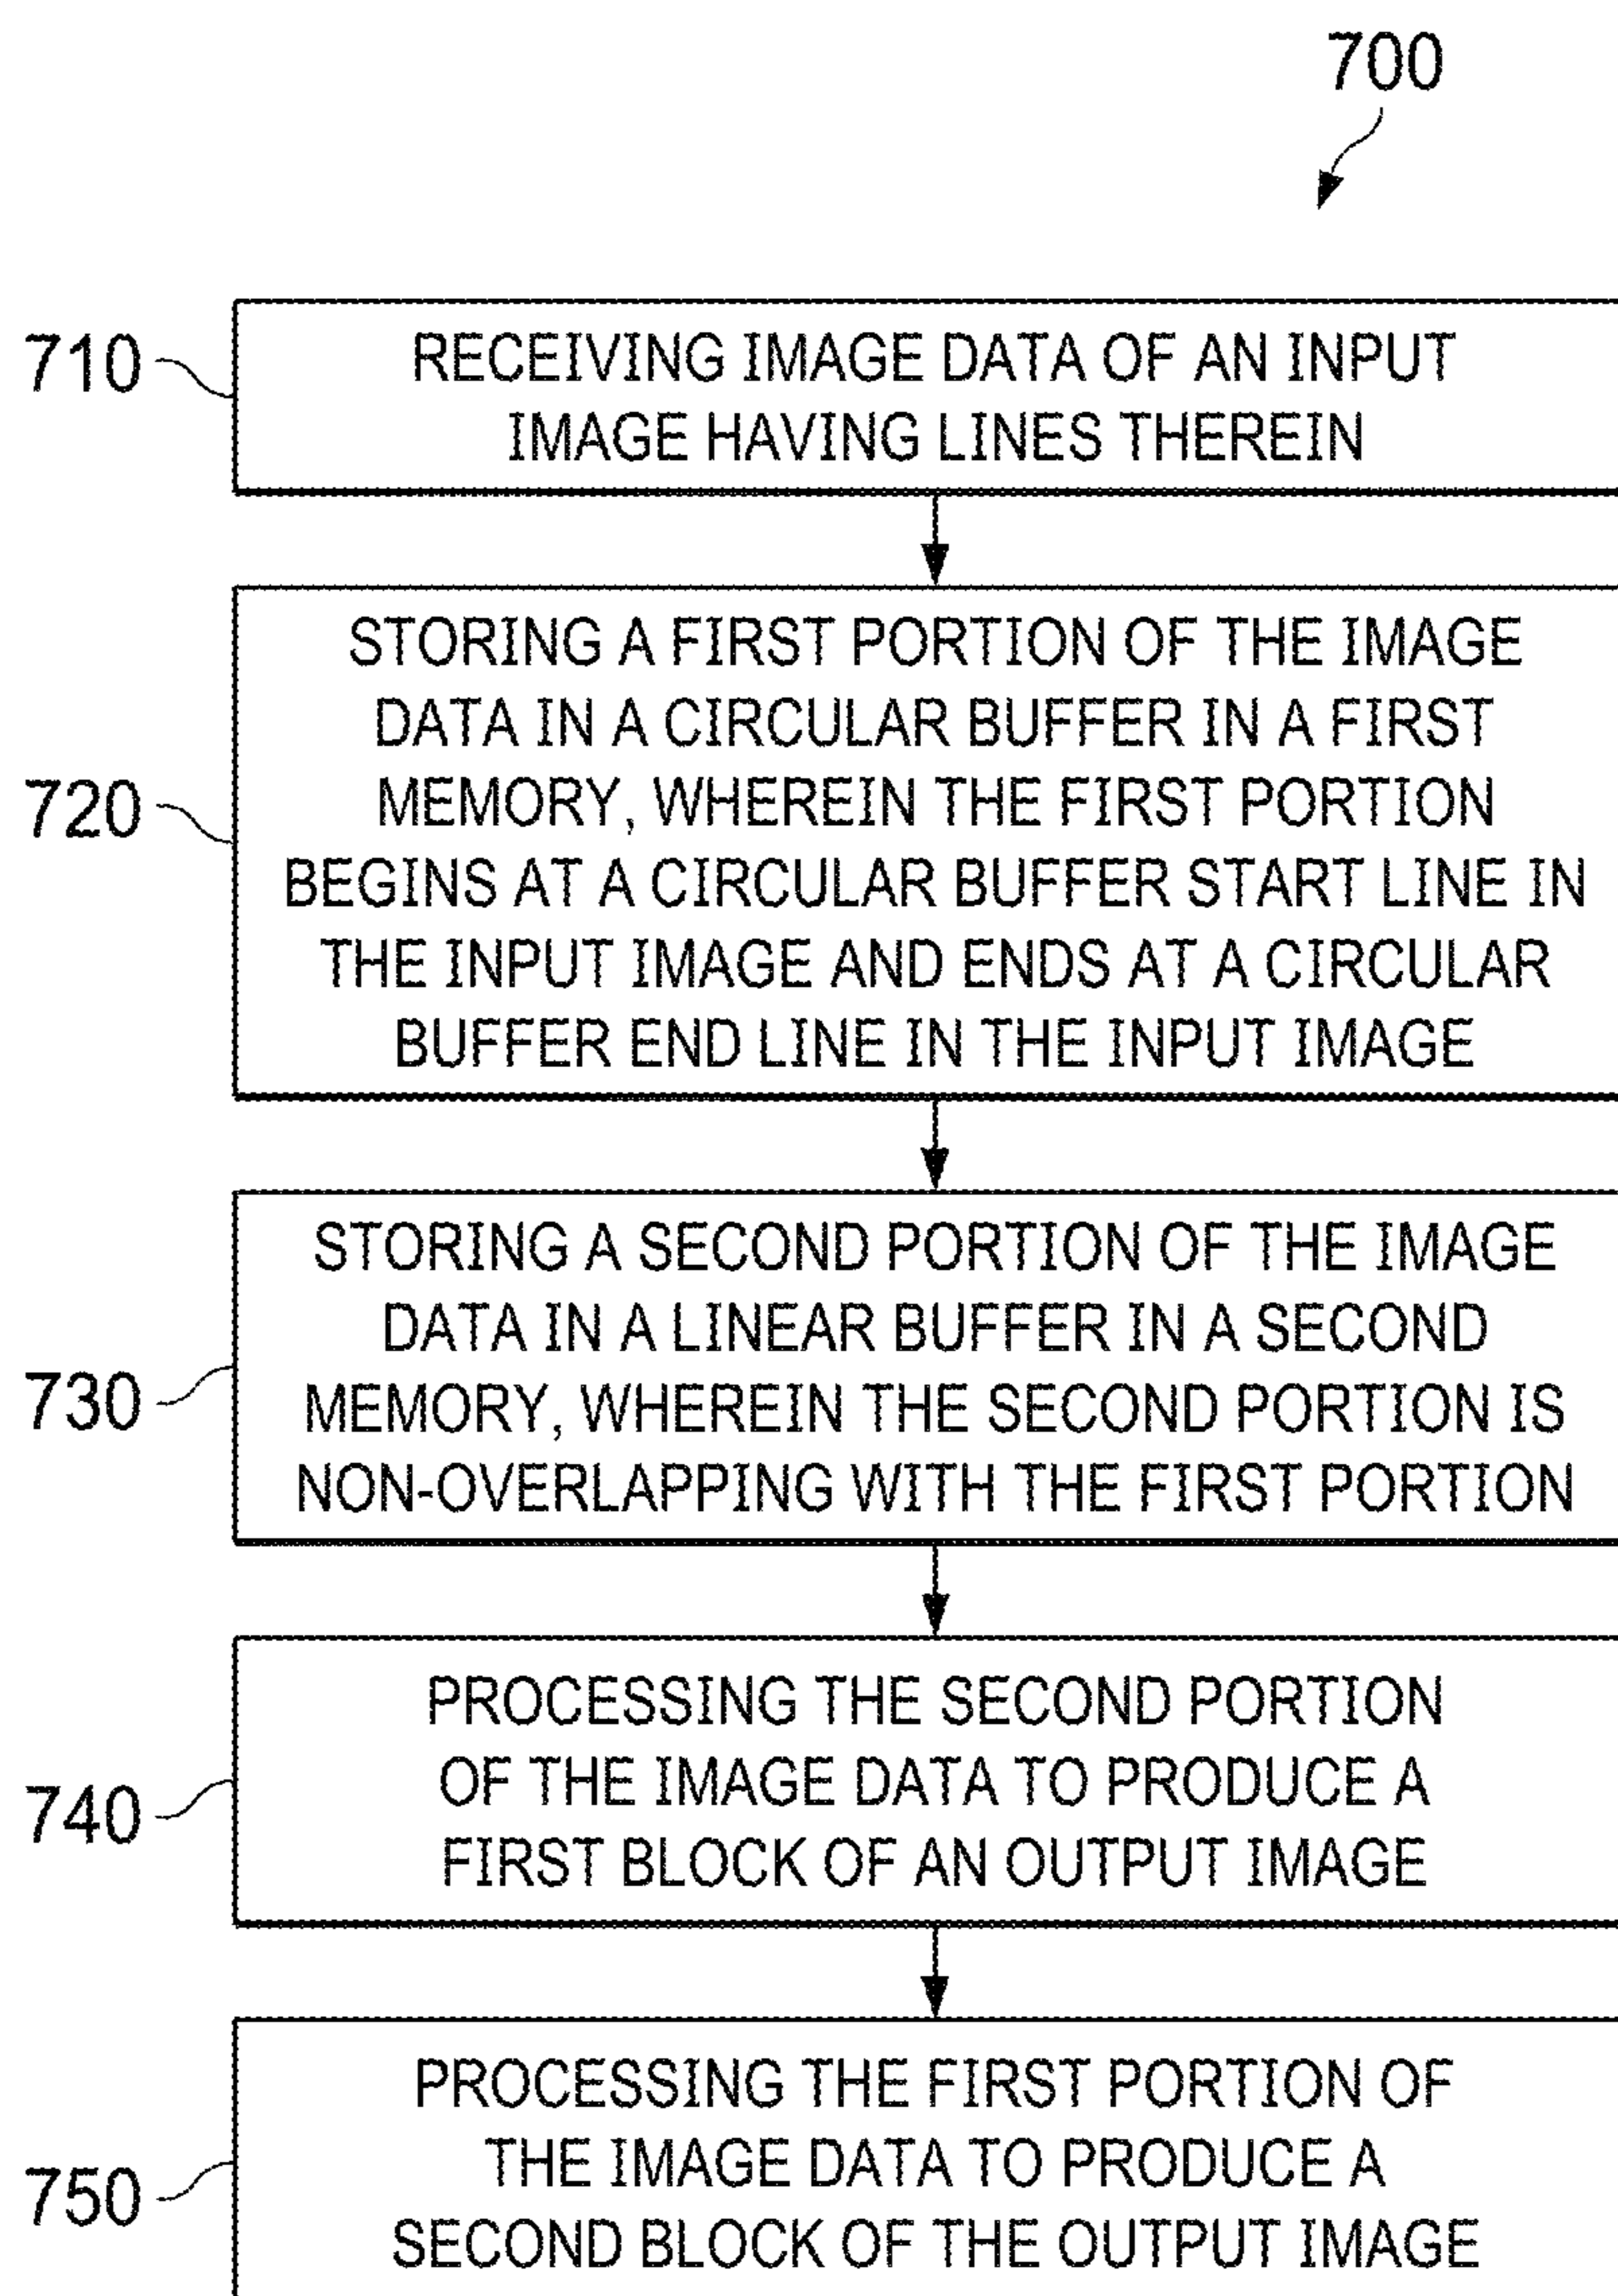 700
710
RECEIVING IMAGE DATA OF AN INPUT
IMAGE HAVING LINES THEREIN
720
STORING A FIRST PORTION OF THE IMAGE
DATA IN A CIRCULAR BUFFER IN A FIRST
MEMORY, WHEREIN THE FIRST PORTION
BEGINS AT A CIRCULAR BUFFER START LINE IN
THE INPUT IMAGE AND ENDS AT A CIRCULAR
BUFFER END LINE IN THE INPUT IMAGE
730
STORING A SECOND PORTION OF THE IMAGE
DATA IN A LINEAR BUFFER IN A SECOND
MEMORY, WHEREIN THE SECOND PORTION IS
NON-OVERLAPPING WITH THE FIRST PORTION
740
PROCESSING THE SECOND PORTION
OF THE IMAGE DATA TO PRODUCE A
FIRST BLOCK OF AN OUTPUT IMAGE
750
PROCESSING THE FIRST PORTION OF
THE IMAGE DATA TO PRODUCE A
SECOND BLOCK OF THE OUTPUT IMAGE